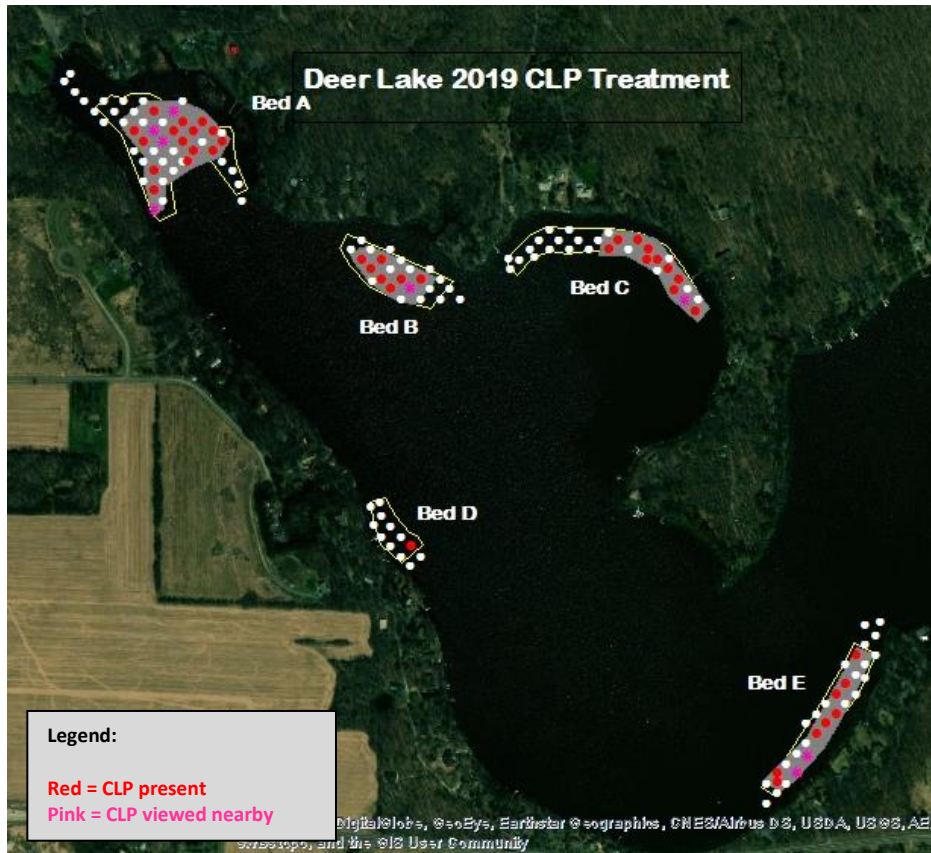 Deer Lake 2019 CLP Treatment
Bed A
Bed C
Bed B
Bed D
Bed E
Legend:
Red = CLP present
Pink = CLP viewed nearby
DigitalGlobe, GeoEye, Earthstar Geographics, CNES/Airbus DS, USDA, USGS, AE
and the GIS User Community